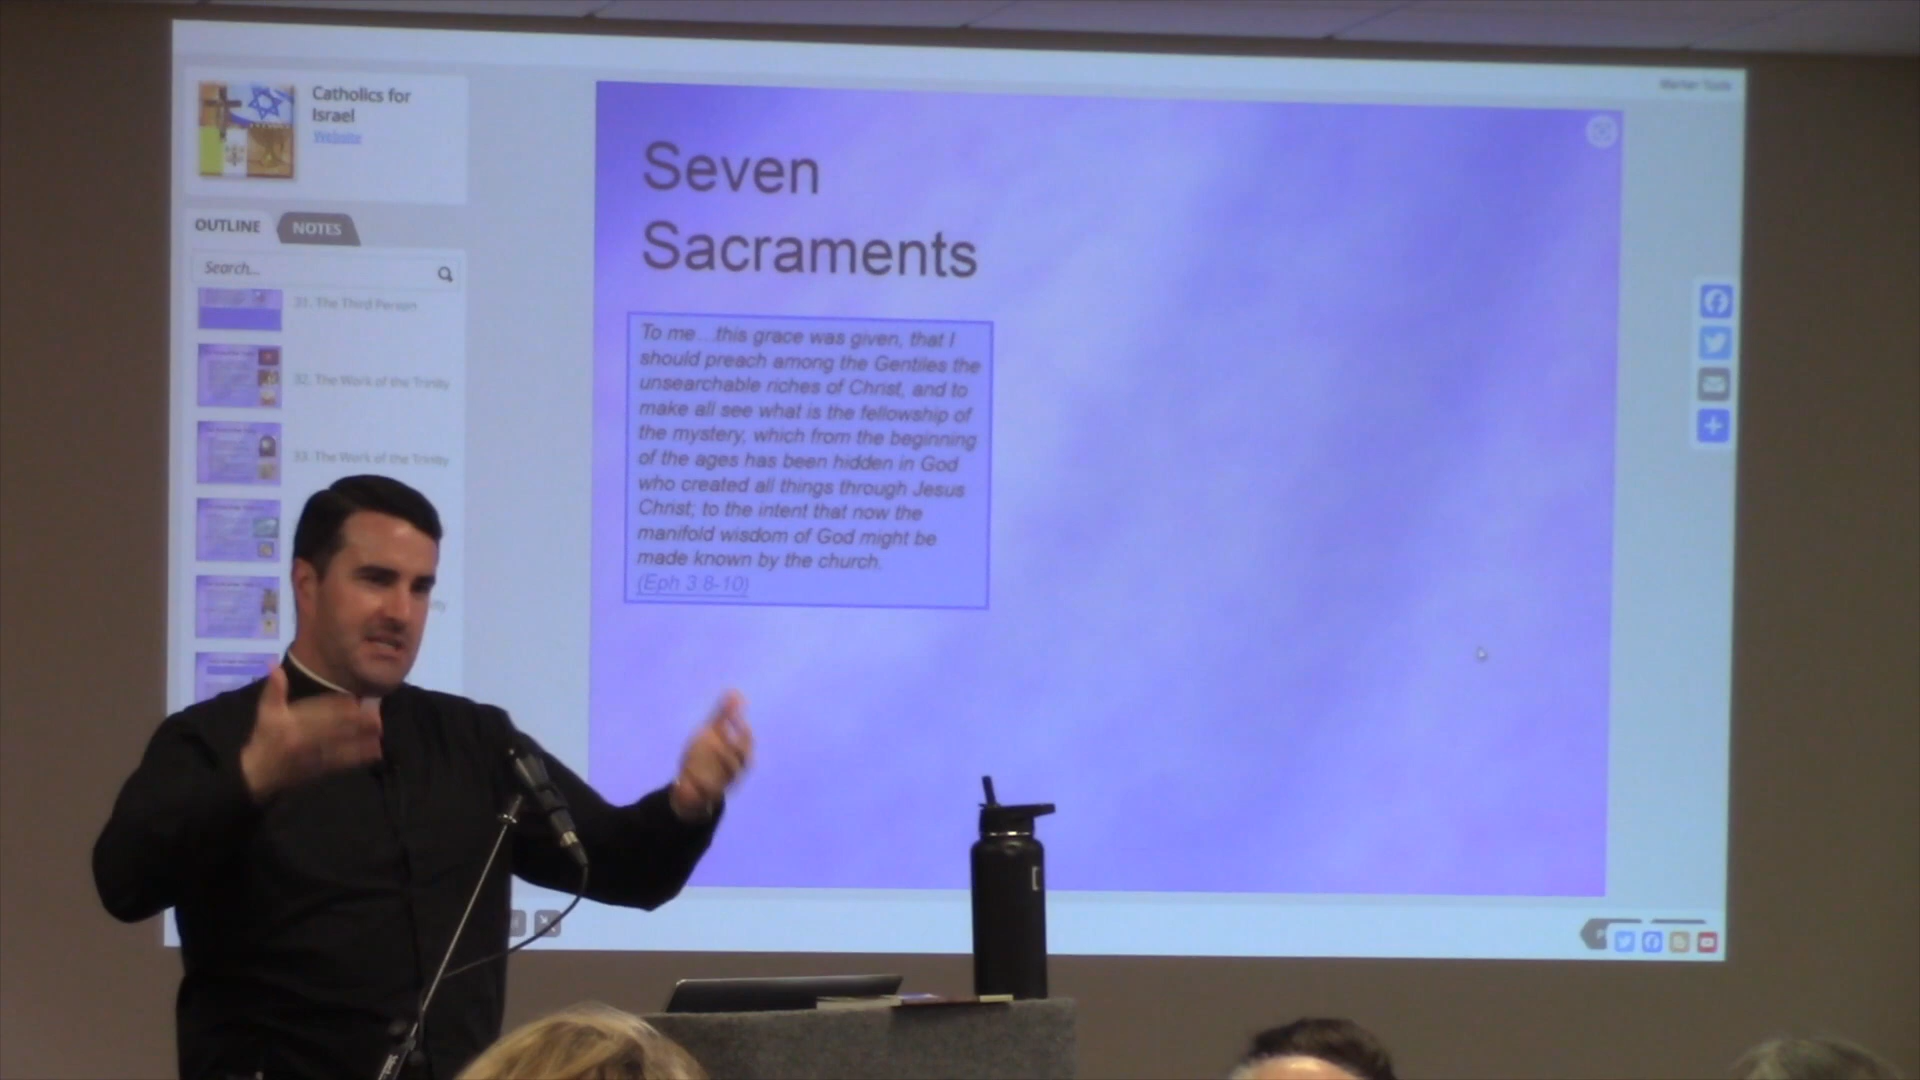 Catholics for
Israel
Website
OUTLINE
NOTES
Search...
31. The Third Person
32. The Work of the Trinity
33. The Work of the Trinity
Seven
Sacraments
To me...this grace was given, that I
should preach among the Gentiles the
unsearchable riches of Christ, and to
make all see what is the fellowship of
the mystery, which from the beginning
of the ages has been hidden in God
who created all things through Jesus
Christ; to the intent that now the
manifold wisdom of God might be
made known by the church.
(Eph 3:8-10)